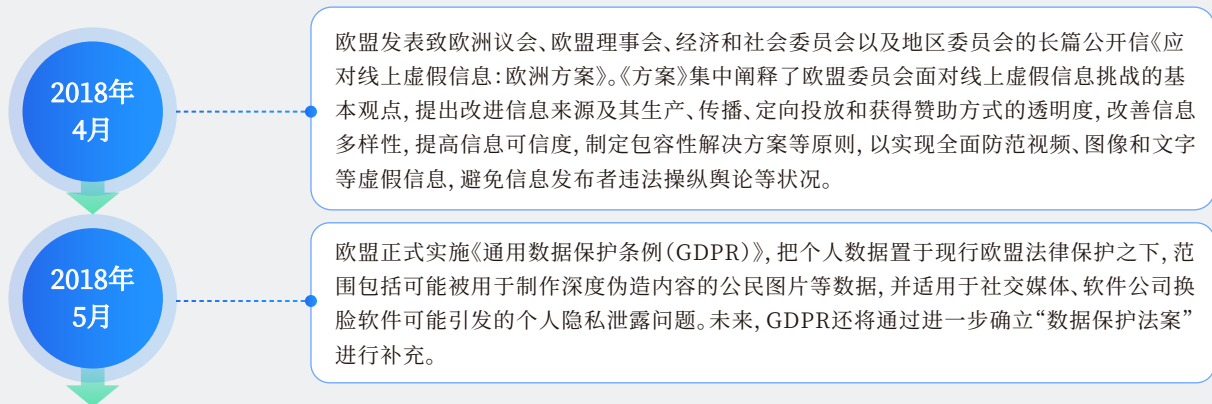 2018年
4月
欧盟发表致欧洲议会、欧盟理事会、经济和社会委员会以及地区委员会的长篇公开信《应
对线上虚假信息:欧洲方案》。《方案》集中阐释了欧盟委员会面对线上虚假信息挑战的基
本观点, 提出改进信息来源及其生产、传播、定向投放和获得赞助方式的透明度, 改善信息
多样性, 提高信息可信度, 制定包容性解决方案等原则, 以实现全面防范视频、图像和文字
等虚假信息, 避免信息发布者违法操纵舆论等状况。
2018年
5月
欧盟正式实施《通用数据保护条例(GDPR)》, 把个人数据置于现行欧盟法律保护之下, 范
围包括可能被用于制作深度伪造内容的公民图片等数据, 并适用于社交媒体、软件公司换
脸软件可能引发的个人隐私泄露问题。未来, GDPR还将通过进一步确立“数据保护法案”
进行补充。